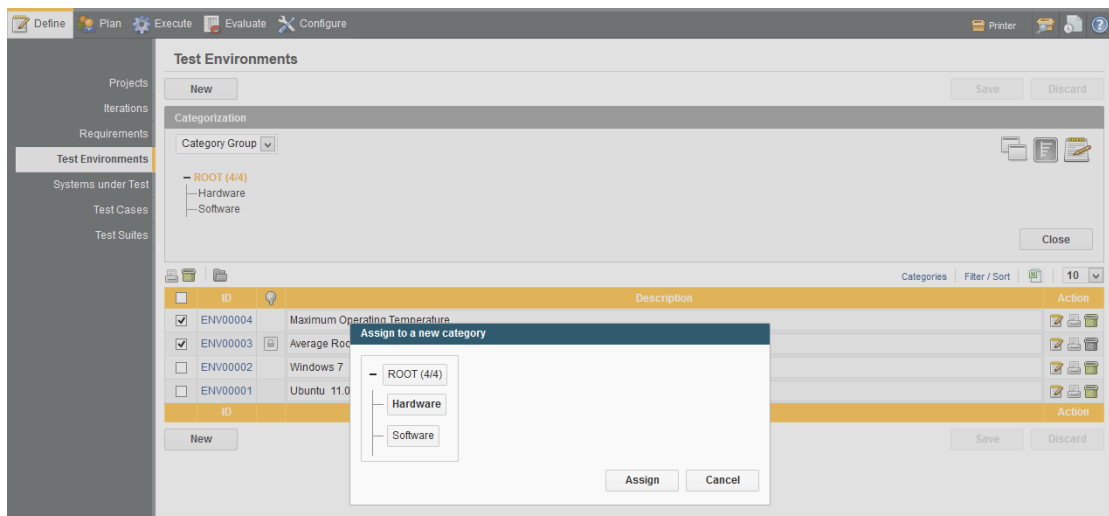 Define Plan Execute Evaluate Configure Printer
Test Environments
Projects
Iterations
Requirements
Test Environments
Systems under Test
Test Cases
Test Suites
New Save Discard
Categorization
Category Group
ROOT (4/4)
Hardware
Software
Close
Categories Filter / Sort 10
ID Description Action
ENV00004 Maximum Operating Temperature
ENV00003 Average Roo
ENV00002 Windows 7
ENV00001 Ubuntu 11.0
ID Action
New Save Discard
Assign to a new category
ROOT (4/4)
Hardware
Software
Assign Cancel